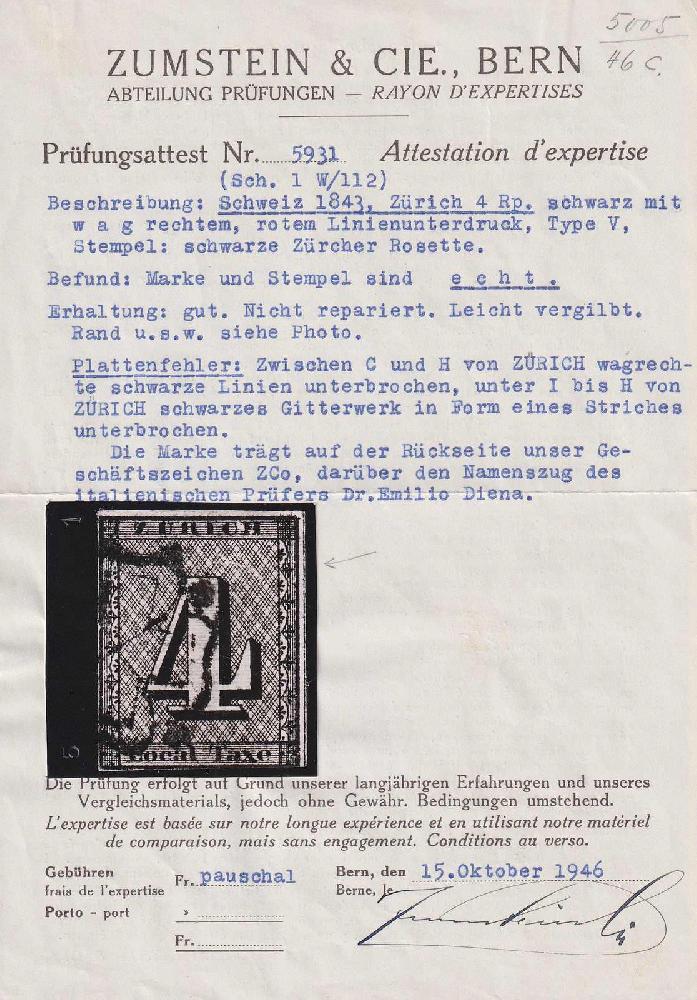 5005
46 C.
ZUMSTEIN & CIE., BERN
ABTEILUNG PRÜFUNGEN — RAYON D'EXPERTISES
Prüfungsattest Nr. 5931 Attestation d'expertise
(Sch. 1 W/112)
Beschreibung: Schweiz 1843, Zürich 4 Rp. schwarz mit
w a g rechtem, rotem Linienunterdruck, Type V,
Stempel: schwarze Zürcher Rosette.
Befund: Marke und Stempel sind e c h t .
Erhaltung: gut. Nicht repariert. Leicht vergilbt.
Rand u.s.w. siehe Photo.
Plattenfehler: Zwischen C und H von ZÜRICH wagrech-
te schwarze Linien unterbrochen, unter I bis H von
ZÜRICH schwarzes Gitterwerk in Form eines Striches
unterbrochen.
Die Marke trägt auf der Rückseite unser Ge-
schäftszeichen ZCo, darüber den Namenszug des
italienischen Prüfers Dr.Emilio Diena.
1
ZÜRICH
4
5
Local Taxe
Die Prüfung erfolgt auf Grund unserer langjährigen Erfahrungen und unseres
Vergleichsmaterials, jedoch ohne Gewähr. Bedingungen umstehend.
L'expertise est basée sur notre longue expérience et en utilisant notre matériel
de comparaison, mais sans engagement. Conditions au verso.
Gebühren
frais de l'expertise Fr. pauschal
Porto - port »
Fr.
Bern, den 15.Oktober 1946
Berne, le